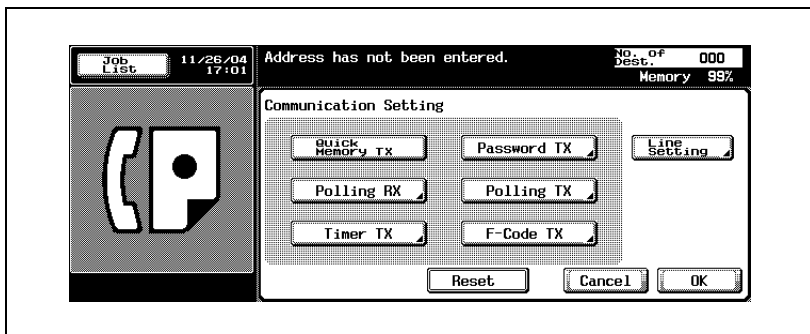 Job List
11/26/04
17:01
Address has not been entered.
No. of Dest.
000
Memory 99%
Communication Setting
Quick Memory TX
Password TX
Line Setting
Polling RX
Polling TX
Timer TX
F-Code TX
Reset
Cancel
OK